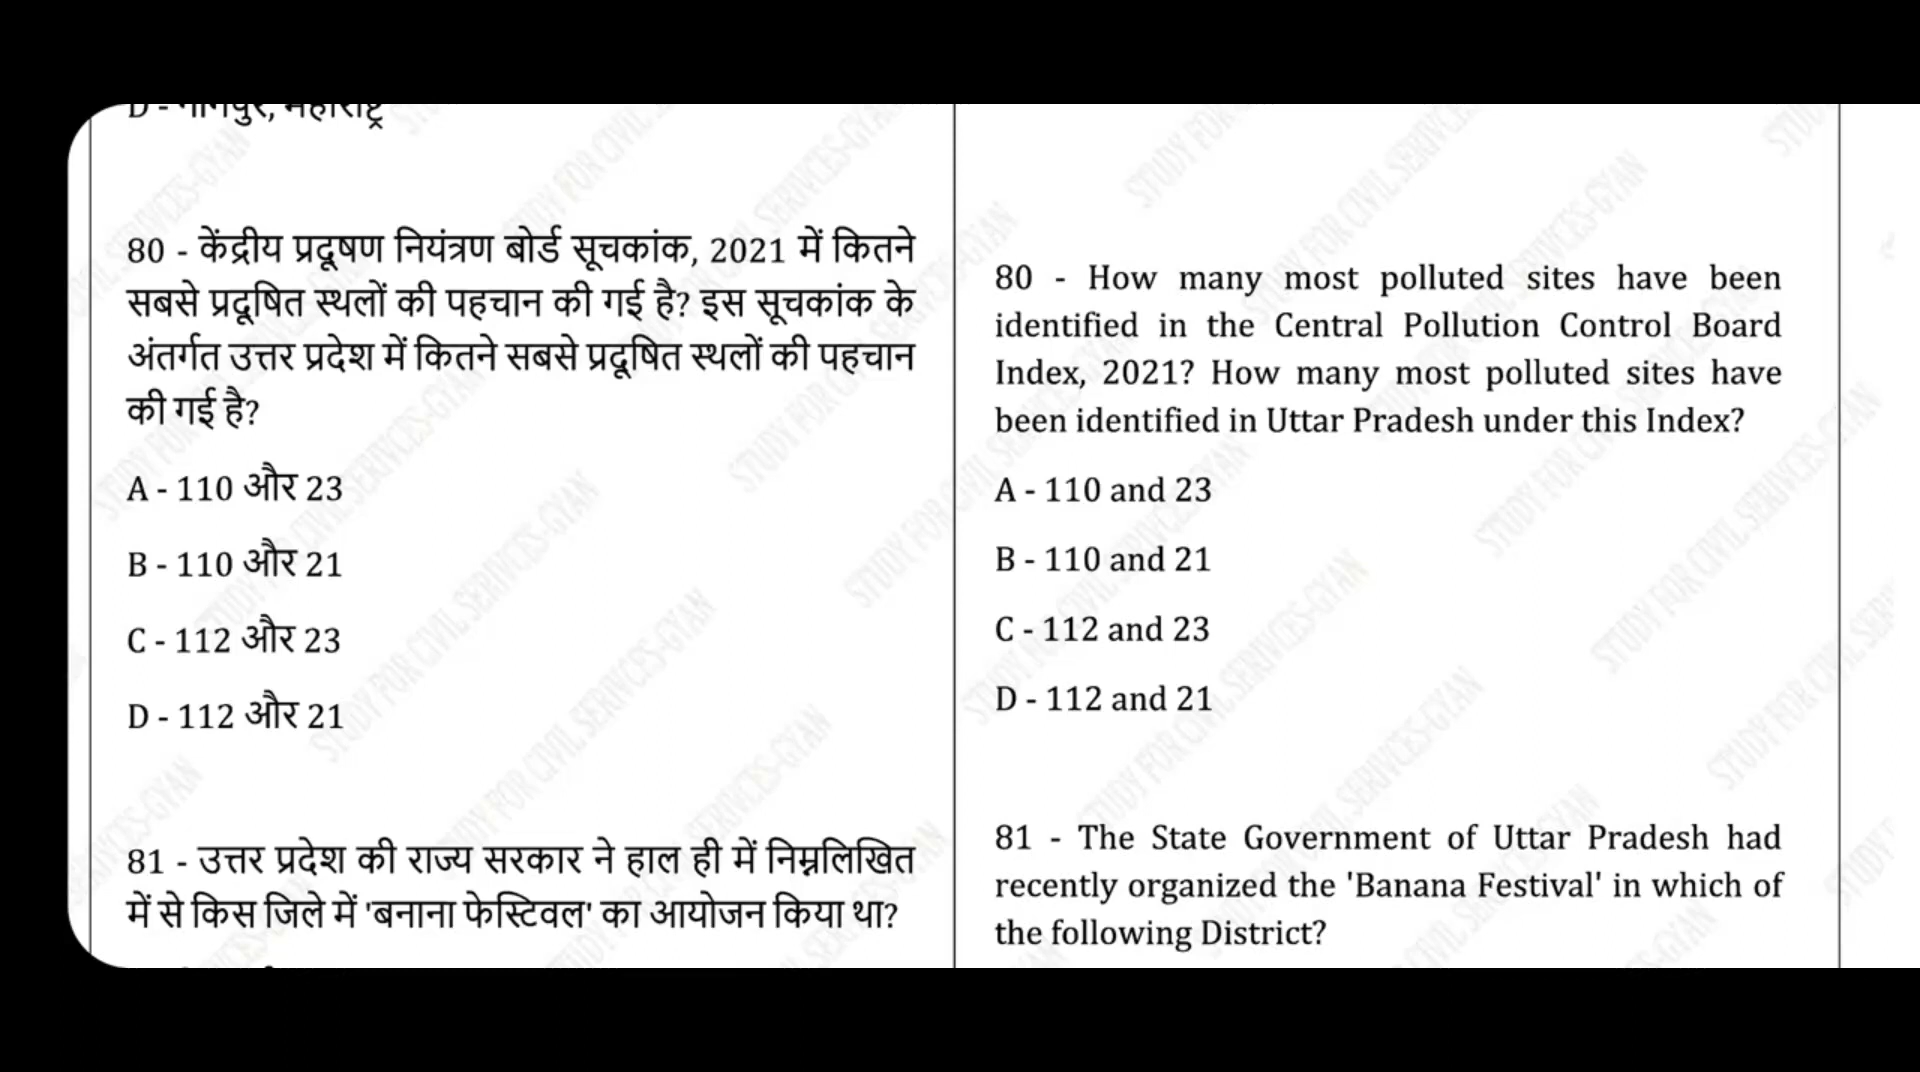 80 - केंद्रीय प्रदूषण नियंत्रण बोर्ड सूचकांक, 2021 में कितने
सबसे प्रदूषित स्थलों की पहचान की गई है? इस सूचकांक के
अंतर्गत उत्तर प्रदेश में कितने सबसे प्रदूषित स्थलों की पहचान
की गई है?
A - 110 और 23
B - 110 और 21
C - 112 और 23
D - 112 और 21
81 - उत्तर प्रदेश की राज्य सरकार ने हाल ही में निम्नलिखित
में से किस जिले में 'बनाना फेस्टिवल' का आयोजन किया था?
80 - How many most polluted sites have been
identified in the Central Pollution Control Board
Index, 2021? How many most polluted sites have
been identified in Uttar Pradesh under this Index?
A - 110 and 23
B - 110 and 21
C - 112 and 23
D - 112 and 21
81 - The State Government of Uttar Pradesh had
recently organized the 'Banana Festival' in which of
the following District?
STUDY FOR CIVIL SERIVCES-GYAN